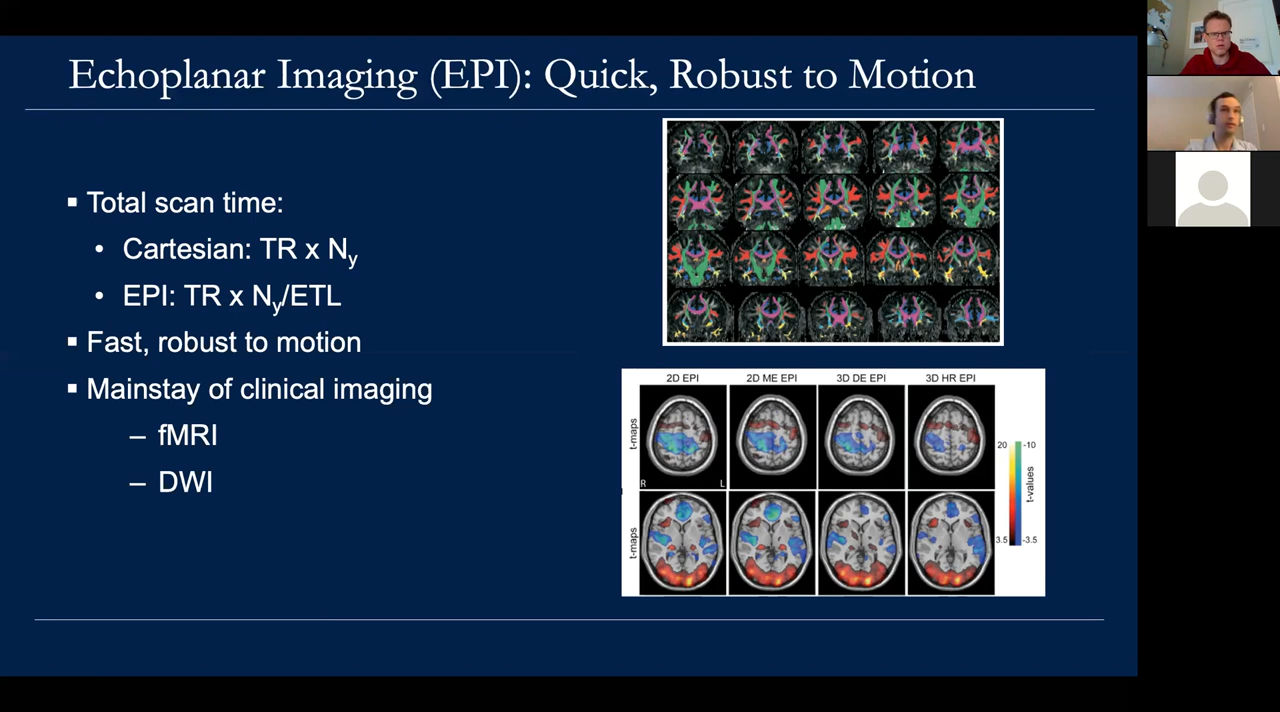 Echoplanar Imaging (EPI): Quick, Robust to Motion
▪ Total scan time:
• Cartesian: TR x Ny
• EPI: TR x Ny/ETL
▪ Fast, robust to motion
▪ Mainstay of clinical imaging
– fMRI
– DWI
2D EPI 2D ME EPI 3D DE EPI 3D HR EPI
t-maps
R L
t-maps
20 -10
t-values
3.5 -3.5